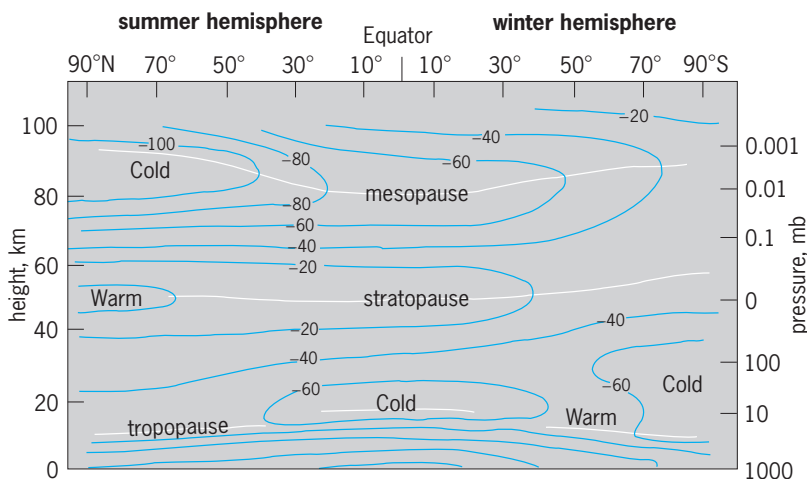 summer hemisphere winter hemisphere
Equator
90°N 70° 50° 30° 10° 10° 30° 50° 70° 90°S
–20
100 –40 0.001
–100 –80 –60
Cold
80 mesopause 0.01
–80
–60
–40 0.1
60 –20
Warm stratopause 0
40 –20 –40
–40 100
–60 –60 Cold
20 Cold Warm 10
tropopause
0 1000
height, km
pressure, mb